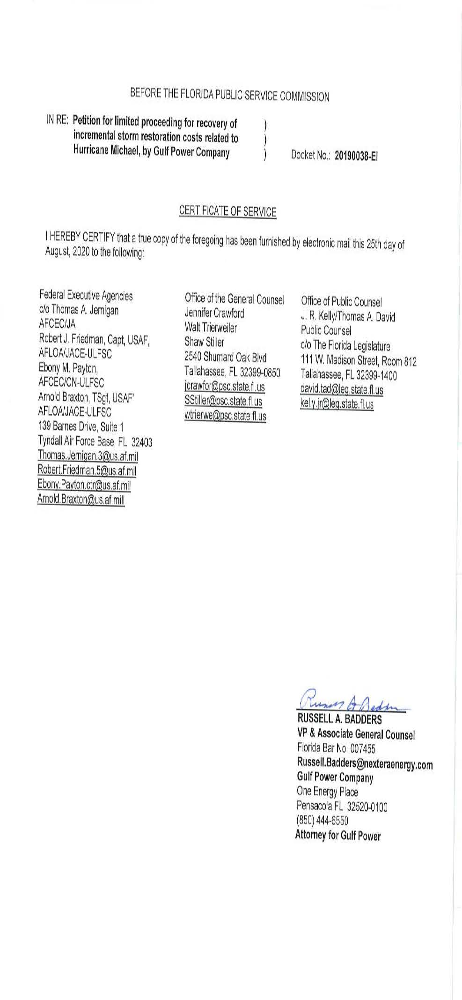 BEFORE THE FLORIDA PUBLIC SERVICE COMMISSION
IN RE: Petition for limited proceeding for recovery of )
incremental storm restoration costs related to )
Hurricane Michael, by Gulf Power Company ) Docket No.: 20190038-EI
CERTIFICATE OF SERVICE
I HEREBY CERTIFY that a true copy of the foregoing has been furnished by electronic mail this 25th day of
August, 2020 to the following:
Federal Executive Agencies
c/o Thomas A. Jernigan
AFCEC/JA
Robert J. Friedman, Capt, USAF,
AFLOA/JACE-ULFSC
Ebony M. Payton,
AFCEC/CN-ULFSC
Arnold Braxton, TSgt, USAF'
AFLOA/JACE-ULFSC
139 Barnes Drive, Suite 1
Tyndall Air Force Base, FL 32403
Thomas.Jernigan.3@us.af.mil
Robert.Friedman.5@us.af.mil
Ebony.Payton.ctr@us.af.mil
Arnold.Braxton@us.af.mill
Office of the General Counsel
Jennifer Crawford
Walt Trierweiler
Shaw Stiller
2540 Shumard Oak Blvd
Tallahassee, FL 32399-0850
jcrawfor@psc.state.fl.us
SStiller@psc.state.fl.us
wtrierwe@psc.state.fl.us
Office of Public Counsel
J. R. Kelly/Thomas A. David
Public Counsel
c/o The Florida Legislature
111 W. Madison Street, Room 812
Tallahassee, FL 32399-1400
david.tad@leg.state.fl.us
kelly.jr@leg.state.fl.us
Russell A Badders
RUSSELL A. BADDERS
VP & Associate General Counsel
Florida Bar No. 007455
Russell.Badders@nexteraenergy.com
Gulf Power Company
One Energy Place
Pensacola FL 32520-0100
(850) 444-6550
Attorney for Gulf Power